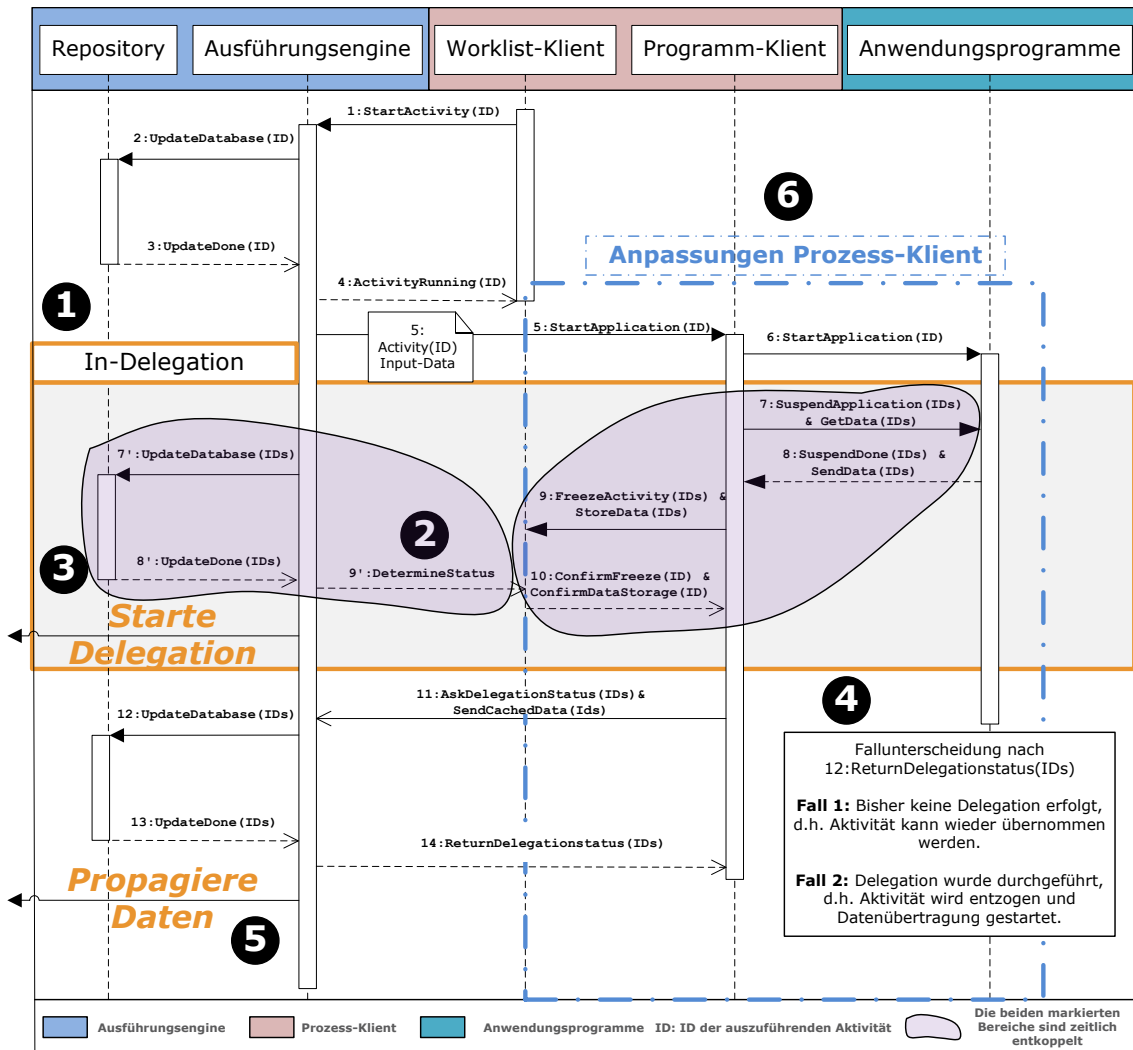 Repository
Ausführungsengine
Worklist-Klient
Programm-Klient
Anwendungsprogramme
1:StartActivity(ID)
2:UpdateDatabase(ID)
6
3:UpdateDone(ID)
Anpassungen Prozess-Klient
4:ActivityRunning(ID)
1
5:
Activity(ID)
Input-Data
5:StartApplication(ID)
6:StartApplication(ID)
In-Delegation
7:SuspendApplication(IDs)
& GetData(IDs)
7':UpdateDatabase(IDs)
8:SuspendDone(IDs) &
SendData(IDs)
9:FreezeActivity(IDs) &
StoreData(IDs)
2
3
8':UpdateDone(IDs)
9':DetermineStatus
10:ConfirmFreeze(ID) &
ConfirmDataStorage(ID)
Starte
Delegation
11:AskDelegationStatus(IDs)&
SendCachedData(Ids)
4
12:UpdateDatabase(IDs)
Fallunterscheidung nach
12:ReturnDelegationstatus(IDs)
Fall 1: Bisher keine Delegation erfolgt,
d.h. Aktivität kann wieder übernommen
werden.
Fall 2: Delegation wurde durchgeführt,
d.h. Aktivität wird entzogen und
Datenübertragung gestartet.
13:UpdateDone(IDs)
14:ReturnDelegationstatus(IDs)
Propagiere
Daten
5
Ausführungsengine
Prozess-Klient
Anwendungsprogramme
ID: ID der auszuführenden Aktivität
Die beiden markierten
Bereiche sind zeitlich
entkoppelt